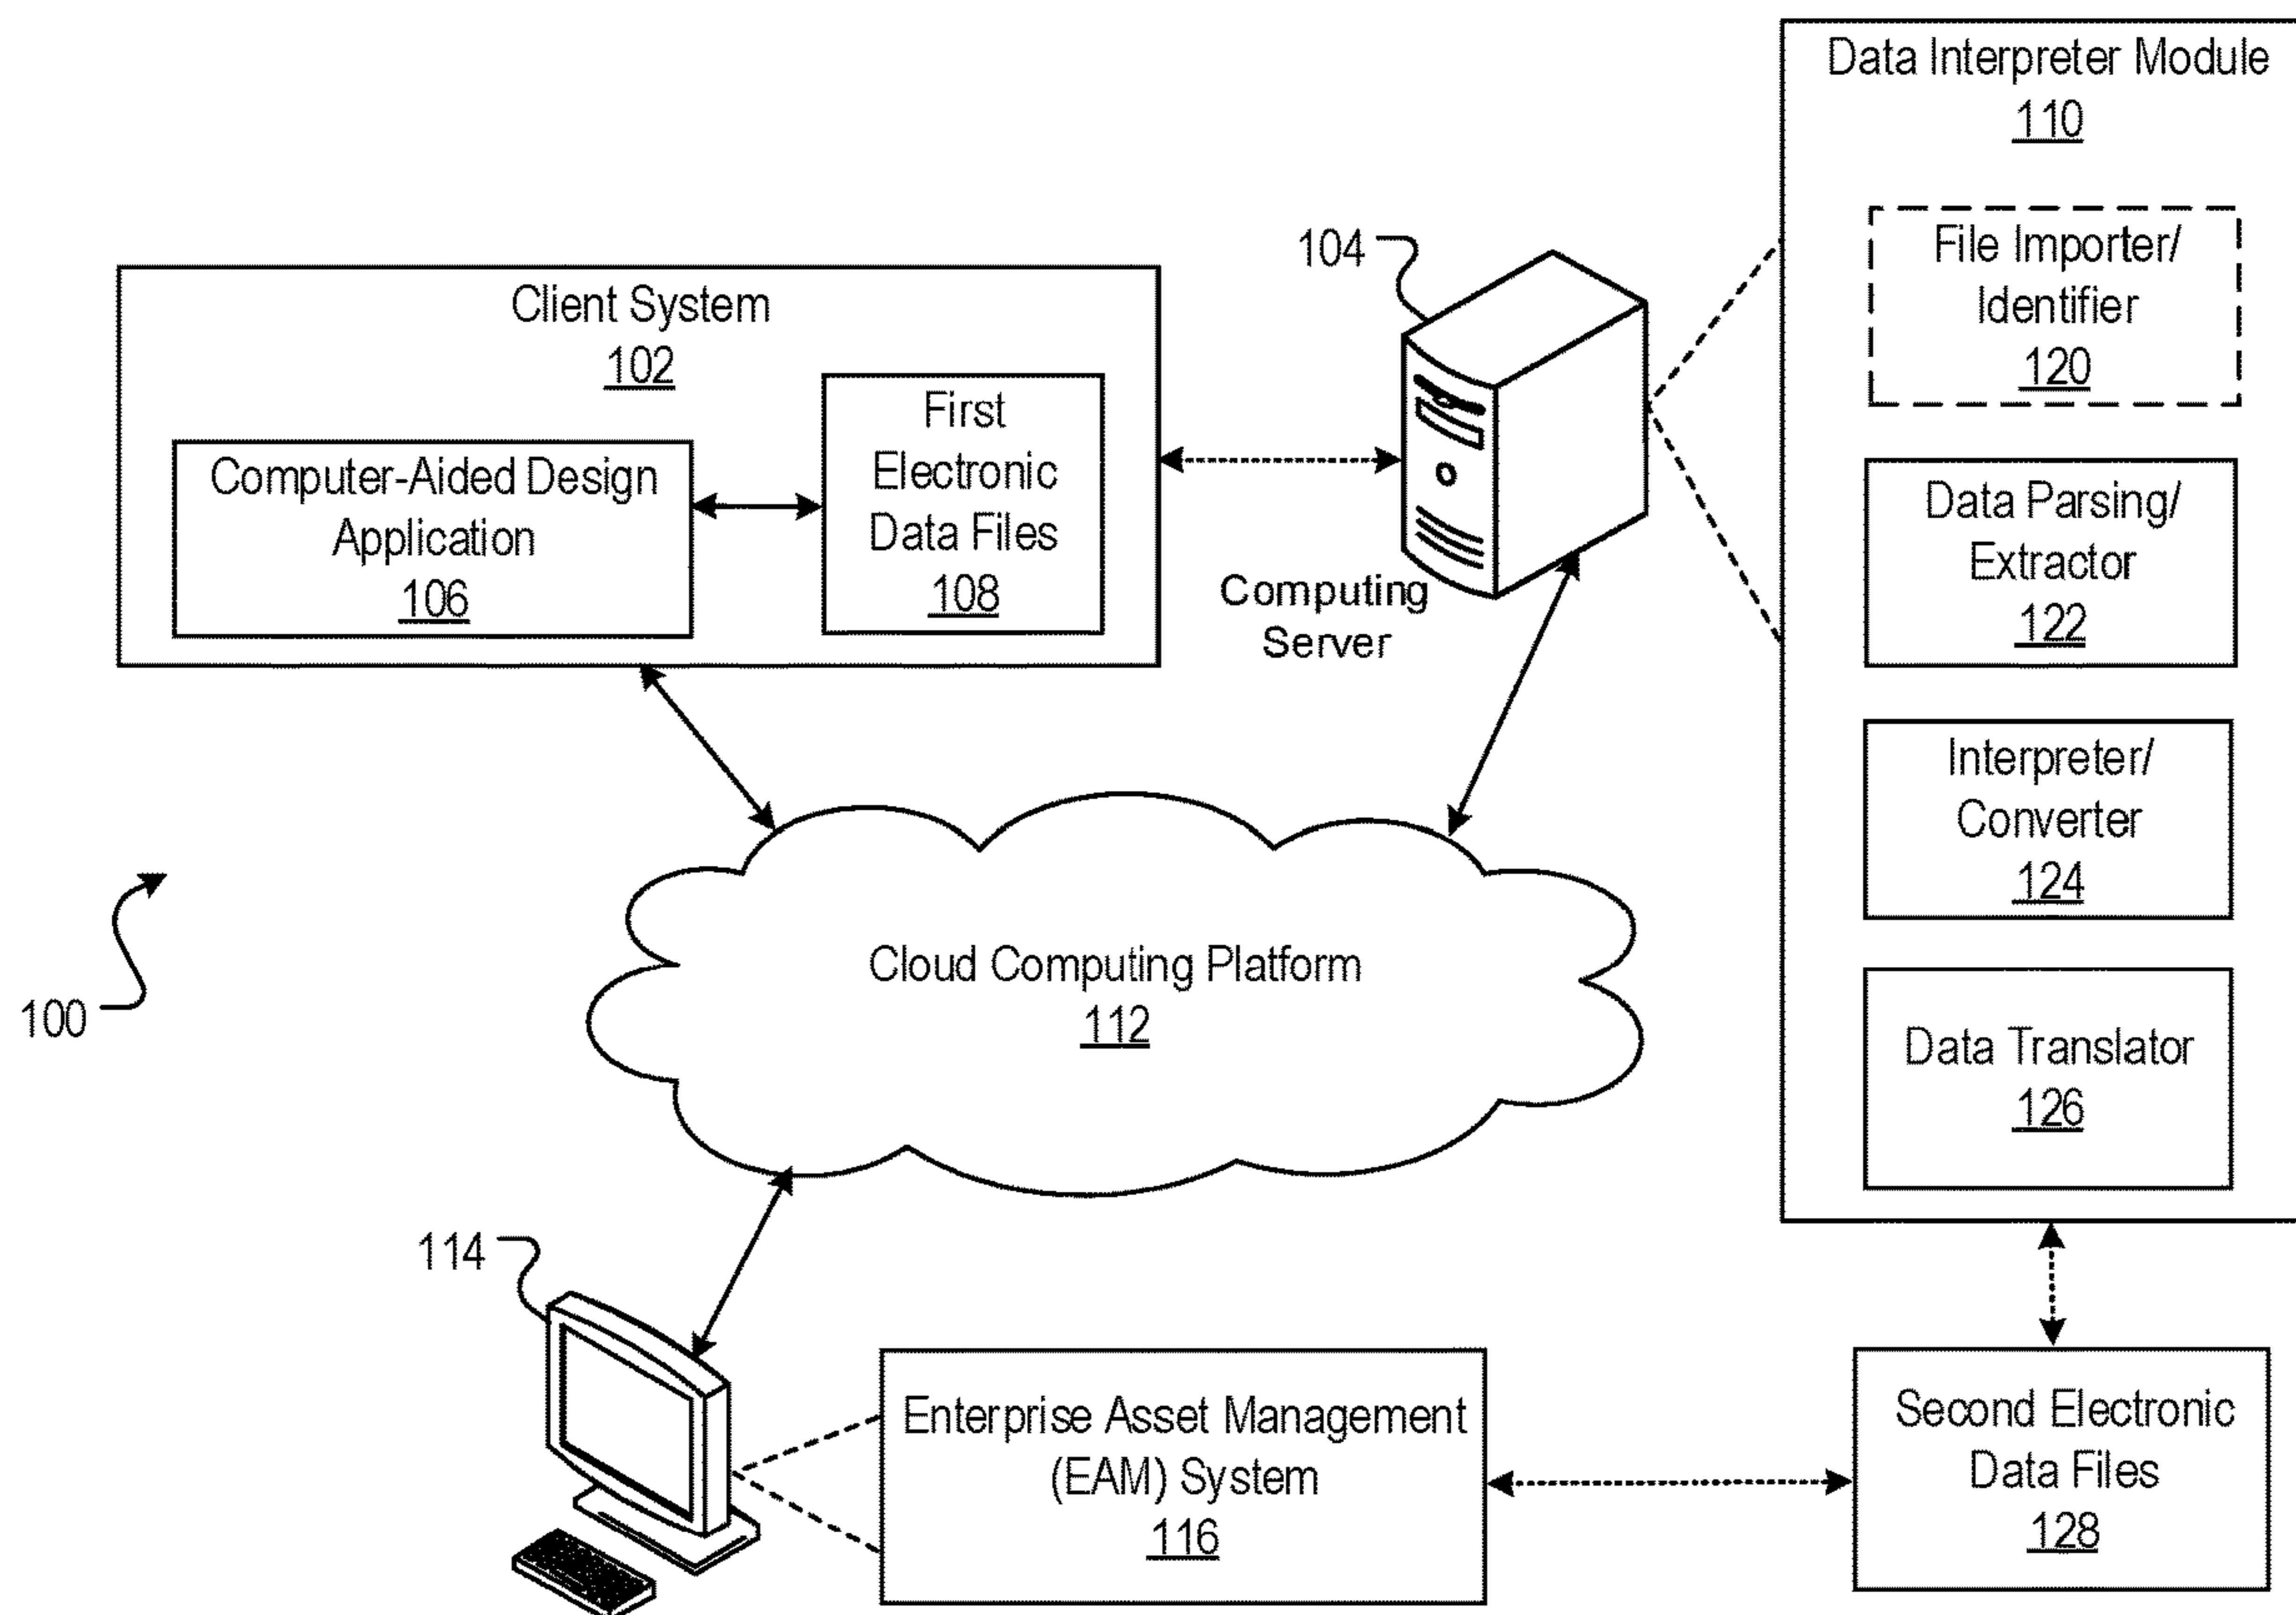 Data Interpreter Module
110
File Importer/
Identifier
120
Data Parsing/
Extractor
122
Interpreter/
Converter
124
Data Translator
126
104
Client System
102
Computer-Aided Design
Application
106
First
Electronic
Data Files
108
Computing
Server
Cloud Computing Platform
112
100
114
Enterprise Asset Management
(EAM) System
116
Second Electronic
Data Files
128